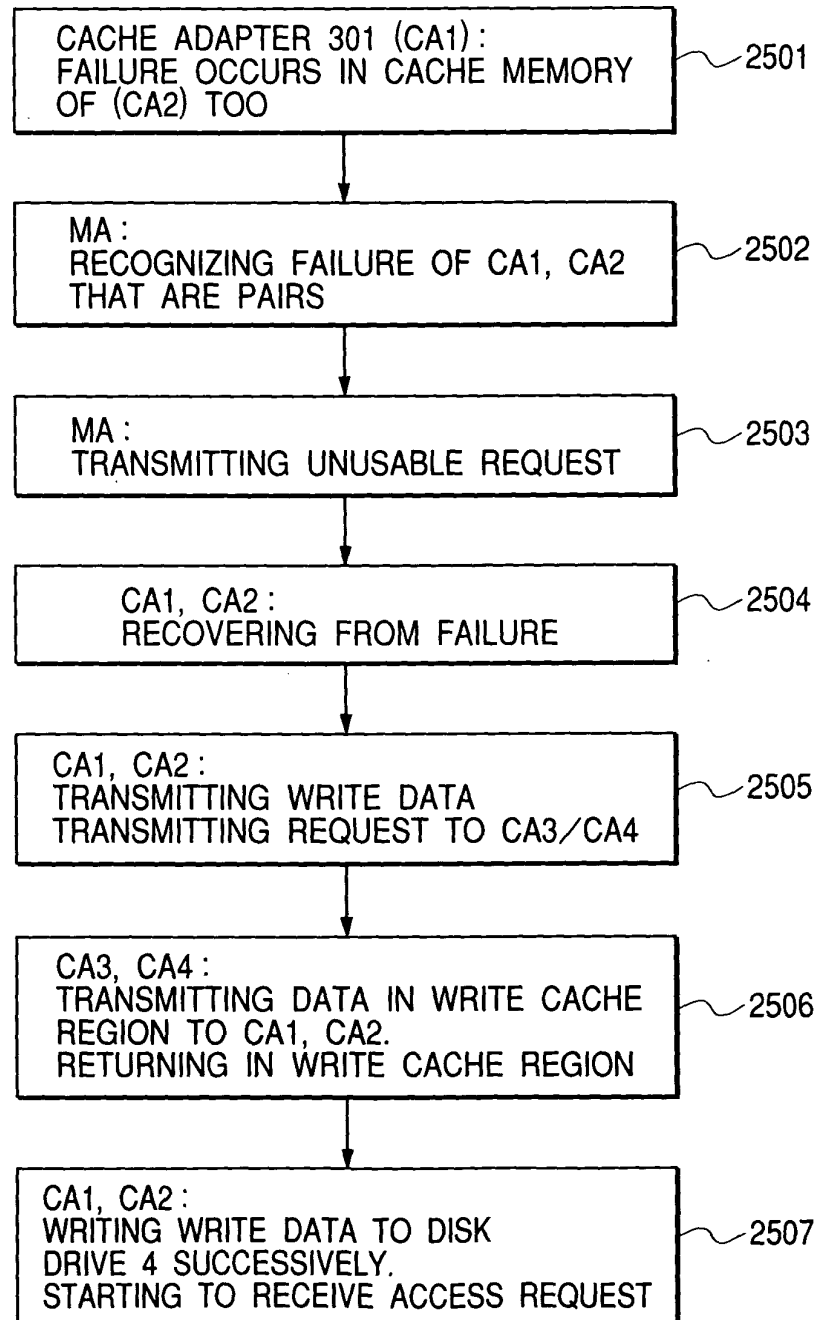 CACHE ADAPTER 301 (CA1) :
FAILURE OCCURS IN CACHE MEMORY
OF (CA2) TOO
2501
MA :
RECOGNIZING FAILURE OF CA1, CA2
THAT ARE PAIRS
2502
MA :
TRANSMITTING UNUSABLE REQUEST
2503
CA1, CA2 :
RECOVERING FROM FAILURE
2504
CA1, CA2 :
TRANSMITTING WRITE DATA
TRANSMITTING REQUEST TO CA3/CA4
2505
CA3, CA4 :
TRANSMITTING DATA IN WRITE CACHE
REGION TO CA1, CA2.
RETURNING IN WRITE CACHE REGION
2506
CA1, CA2 :
WRITING WRITE DATA TO DISK
DRIVE 4 SUCCESSIVELY.
STARTING TO RECEIVE ACCESS REQUEST
2507